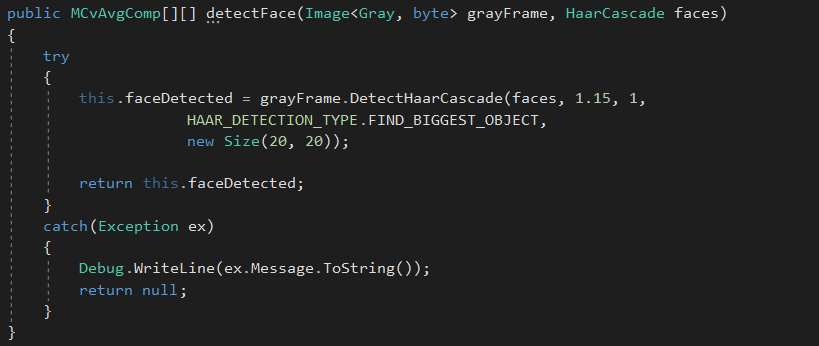 public MCvAvgComp[][] detectFace(Image<Gray, byte> grayFrame, HaarCascade faces)
{
    try
    {
        this.faceDetected = grayFrame.DetectHaarCascade(faces, 1.15, 1,
                    HAAR_DETECTION_TYPE.FIND_BIGGEST_OBJECT,
                    new Size(20, 20));
        return this.faceDetected;
    }
    catch(Exception ex)
    {
        Debug.WriteLine(ex.Message.ToString());
        return null;
    }
}